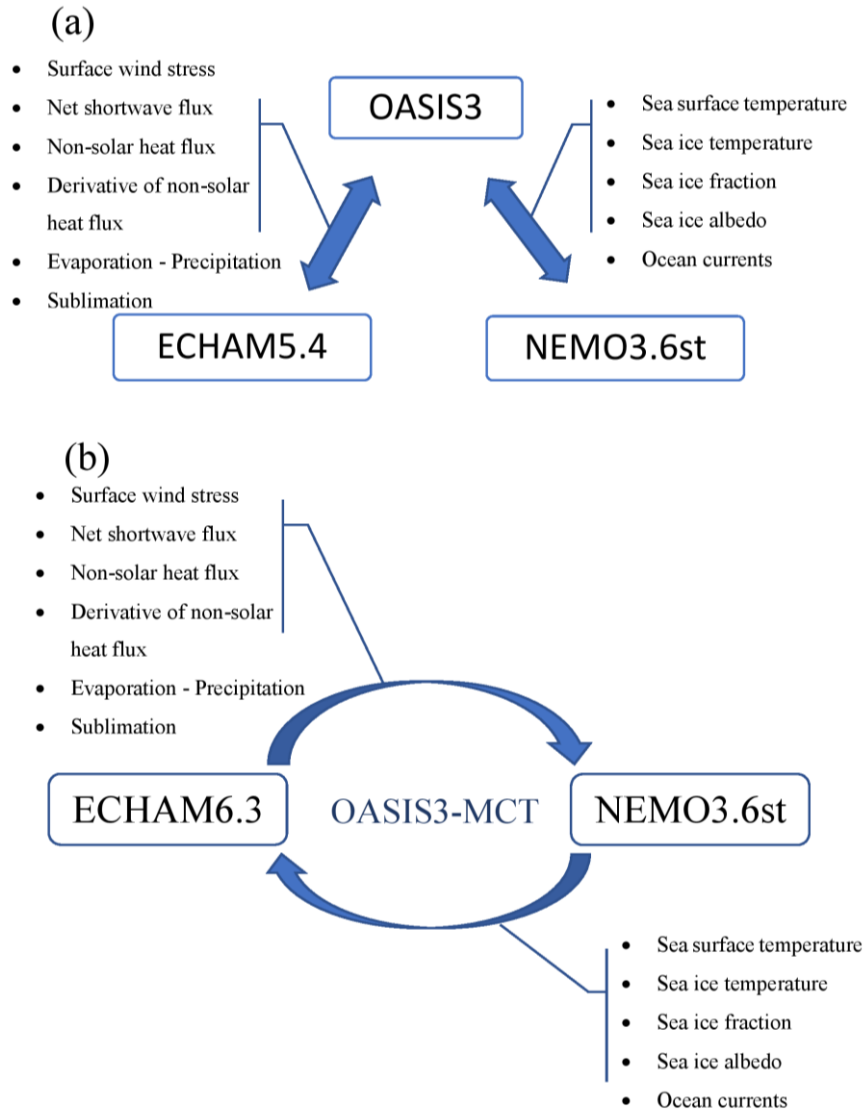 (a)
• Surface wind stress
• Net shortwave flux
• Non-solar heat flux
• Derivative of non-solar
heat flux
• Evaporation - Precipitation
• Sublimation
OASIS3
• Sea surface temperature
• Sea ice temperature
• Sea ice fraction
• Sea ice albedo
• Ocean currents
ECHAM5.4
NEMO3.6st
(b)
• Surface wind stress
• Net shortwave flux
• Non-solar heat flux
• Derivative of non-solar
heat flux
• Evaporation - Precipitation
• Sublimation
ECHAM6.3
OASIS3-MCT
NEMO3.6st
• Sea surface temperature
• Sea ice temperature
• Sea ice fraction
• Sea ice albedo
• Ocean currents